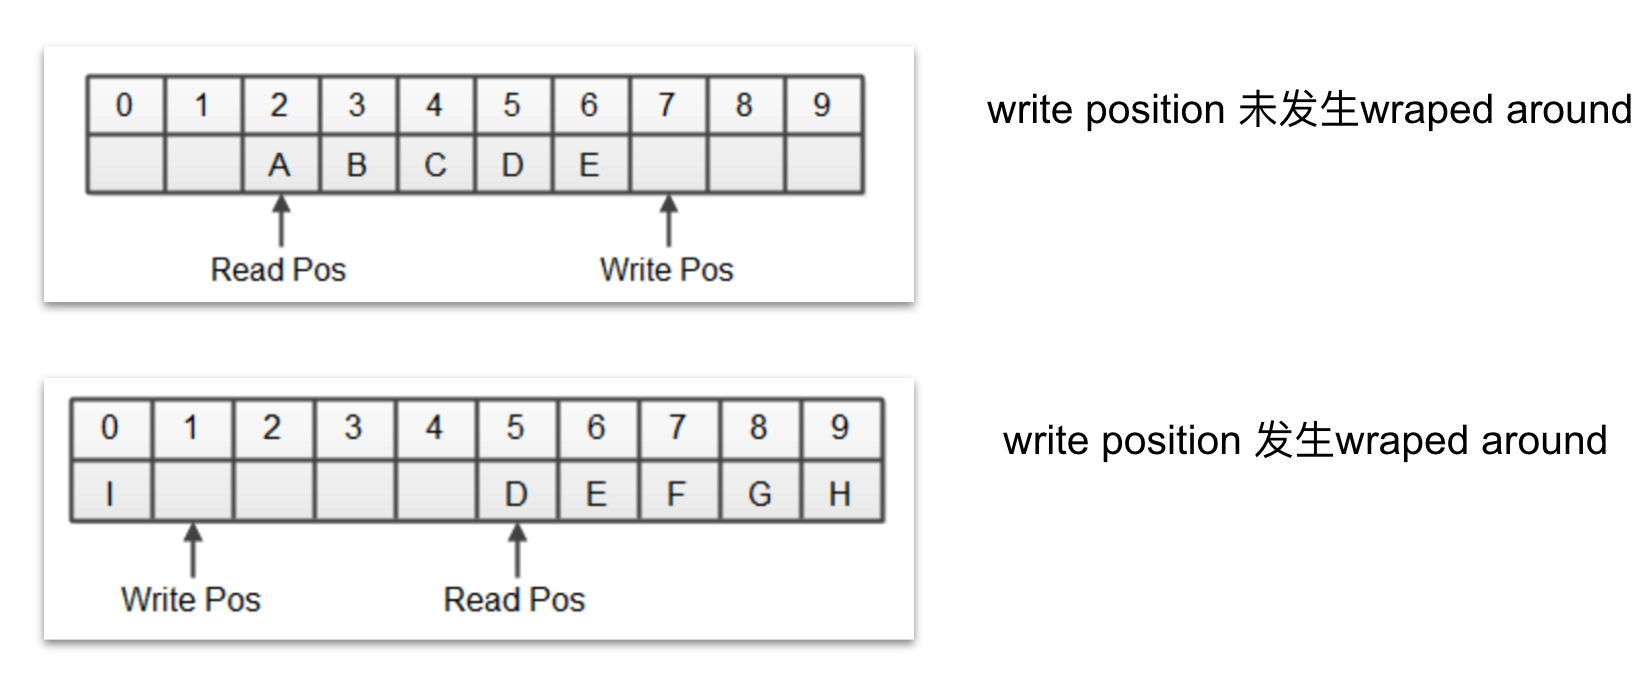 0 1 2 3 4 5 6 7 8 9
write position 未发生wraped around
A B C D E
Read Pos Write Pos
0 1 2 3 4 5 6 7 8 9
write position 发生wraped around
I D E F G H
Write Pos Read Pos